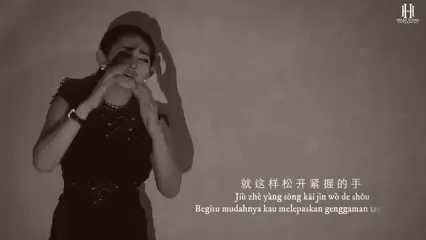 就这样松开紧握的手
Jiù zhè yàng sōng kāi jǐn wò de shǒu
Begitu mudahnya kau melepaskan genggaman